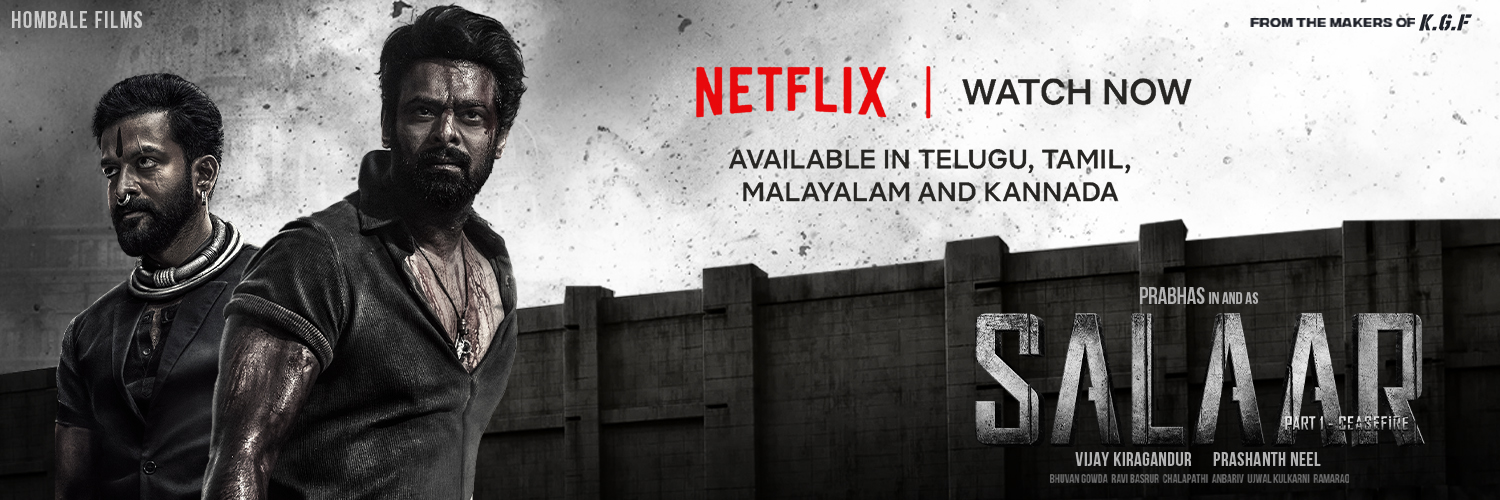 HOMBALE FILMS
FROM THE MAKERS OF K.G.F
NETFLIX | WATCH NOW
AVAILABLE IN TELUGU, TAMIL,
MALAYALAM AND KANNADA
PRABHAS IN AND AS
SALAAR
PART 1 - CEASEFIRE
VIJAY KIRAGANDUR PRASHANTH NEEL
BHUVAN GOWDA RAVI BASRUR CHALAPATHI ANBARIV UJWAL KULKARNI RAMARAO